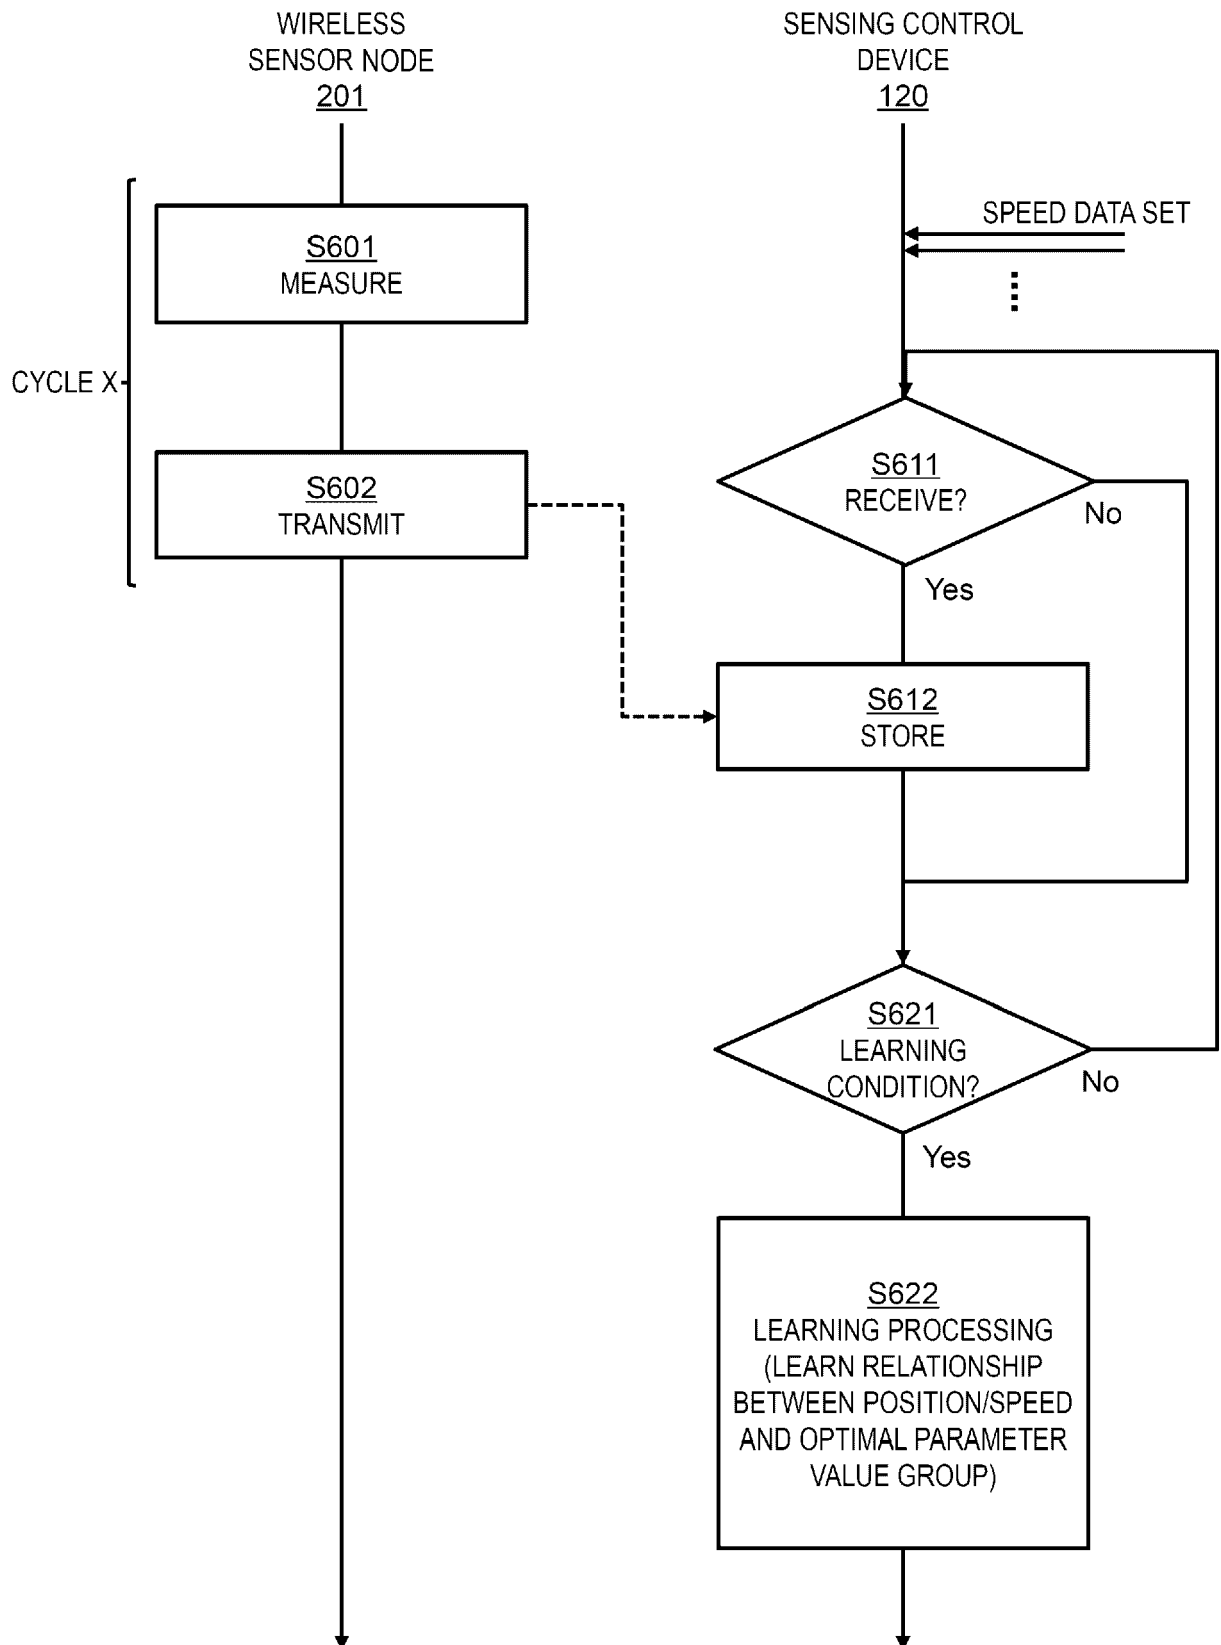 WIRELESS
SENSOR NODE
201
SENSING CONTROL
DEVICE
120
SPEED DATA SET
S601
MEASURE
CYCLE X
S602
TRANSMIT
S611
RECEIVE?
No
Yes
S612
STORE
S621
LEARNING
CONDITION?
No
Yes
S622
LEARNING PROCESSING
(LEARN RELATIONSHIP
BETWEEN POSITION/SPEED
AND OPTIMAL PARAMETER
VALUE GROUP)